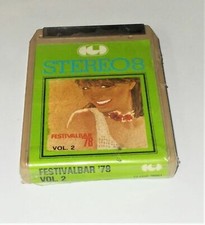 STEREO8
FESTIVALBAR
78
VOL. 2
FESTIVALBAR '78
VOL. 2